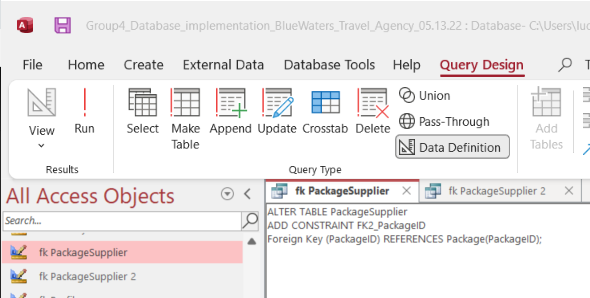 Group4_Database_implementation_BlueWaters_Travel_Agency_05.13.22 : Database- C:\Users\luc
File Home Create External Data Database Tools Help Query Design
View Run Select Make Table Append Update Crosstab Delete
Union
Pass-Through
Data Definition
Add Tables
Results Query Type
All Access Objects
Search...
fk PackageSupplier
fk PackageSupplier 2
fk PackageSupplier
fk PackageSupplier 2
ALTER TABLE PackageSupplier
ADD CONSTRAINT FK2_PackageID
Foreign Key (PackageID) REFERENCES Package(PackageID);